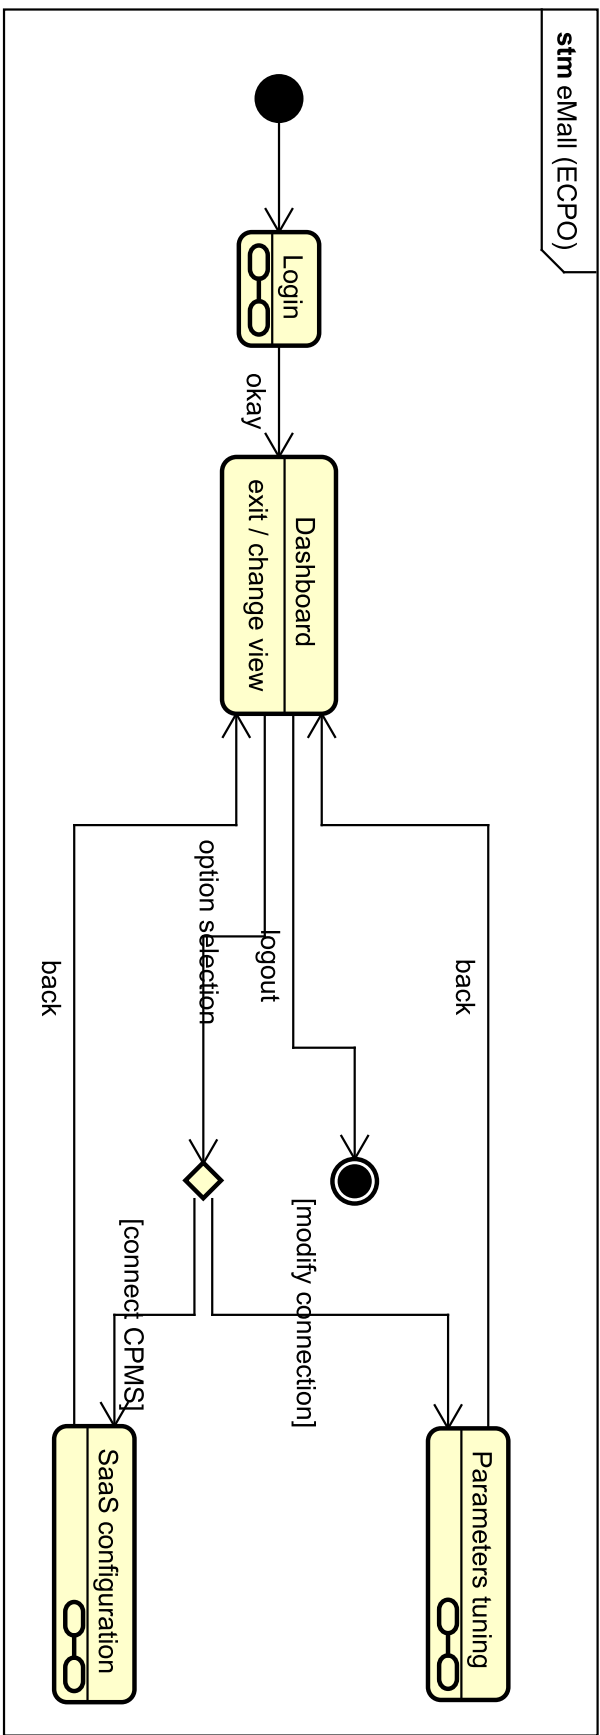 stm eMall (ECPO)
Login
okay
Dashboard
exit / change view
back
logout
option selection
back
[modify connection]
[connect CPMS]
Parameters tuning
SaaS configuration